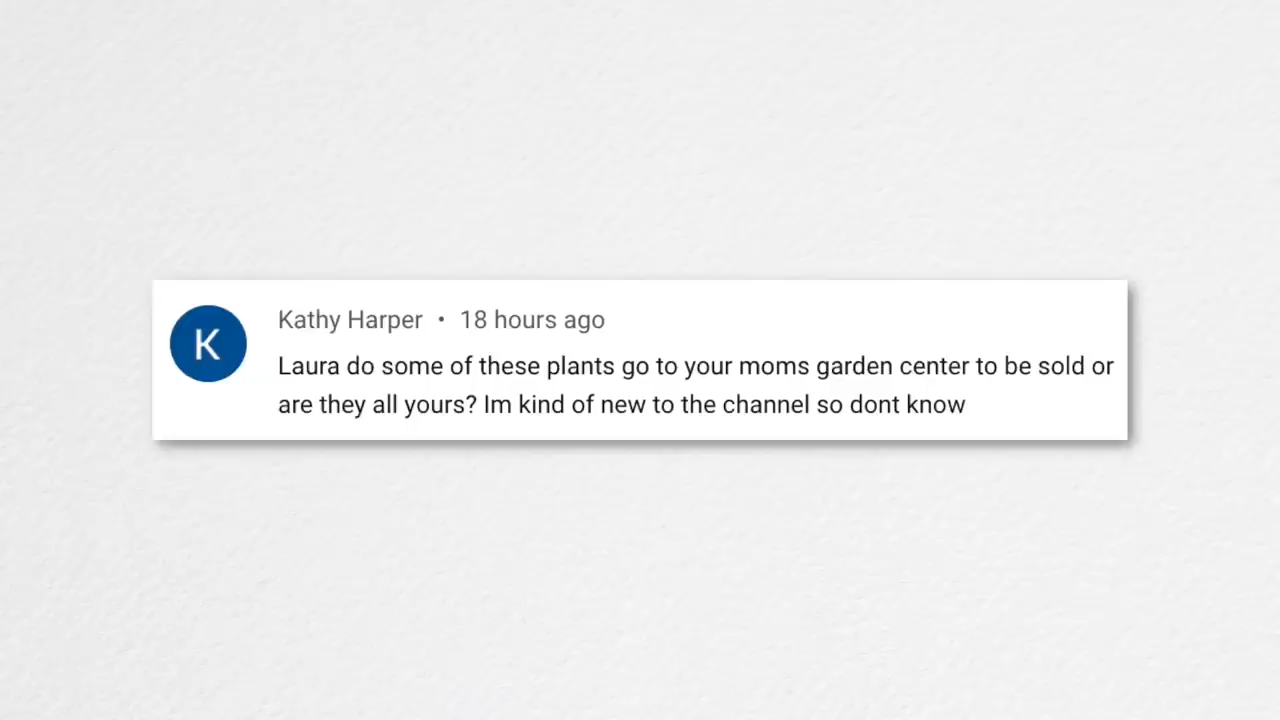 K
Kathy Harper • 18 hours ago
Laura do some of these plants go to your moms garden center to be sold or
are they all yours? Im kind of new to the channel so dont know